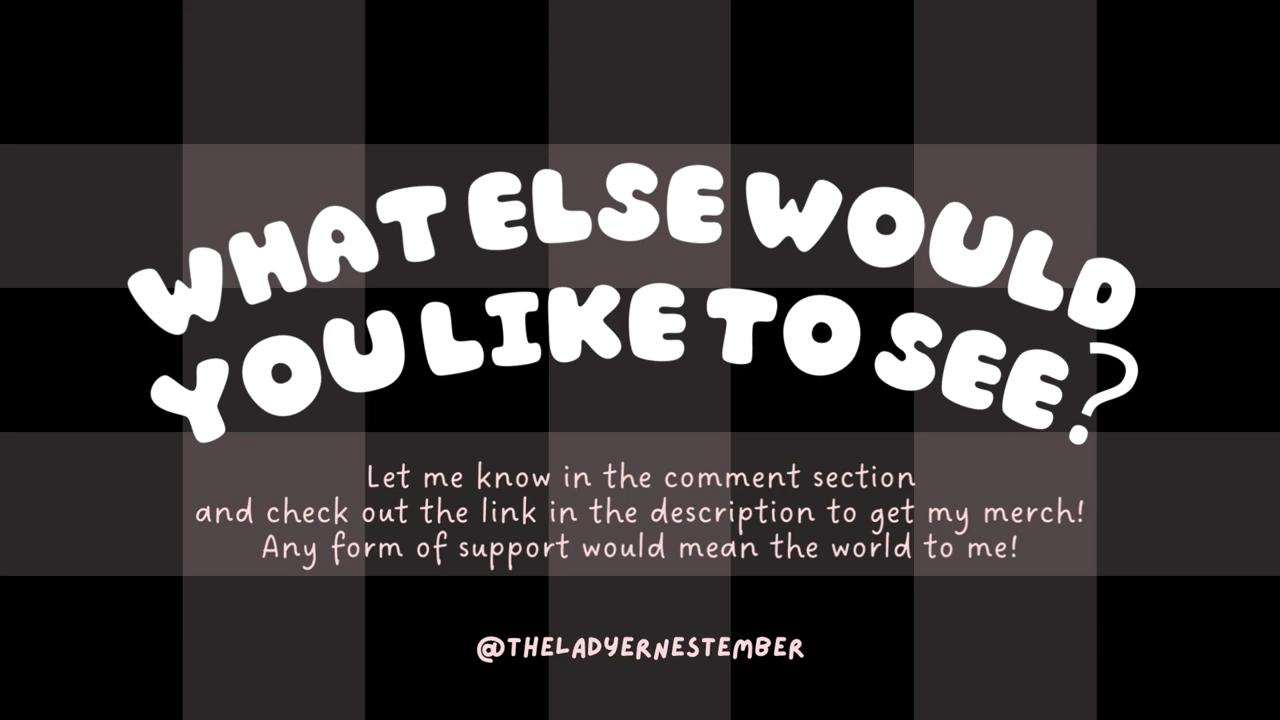 WHAT ELSE WOULD
YOU LIKE TO SEE?
Let me know in the comment section
and check out the link in the description to get my merch!
Any form of support would mean the world to me!
@THELADYERNESTEMBER